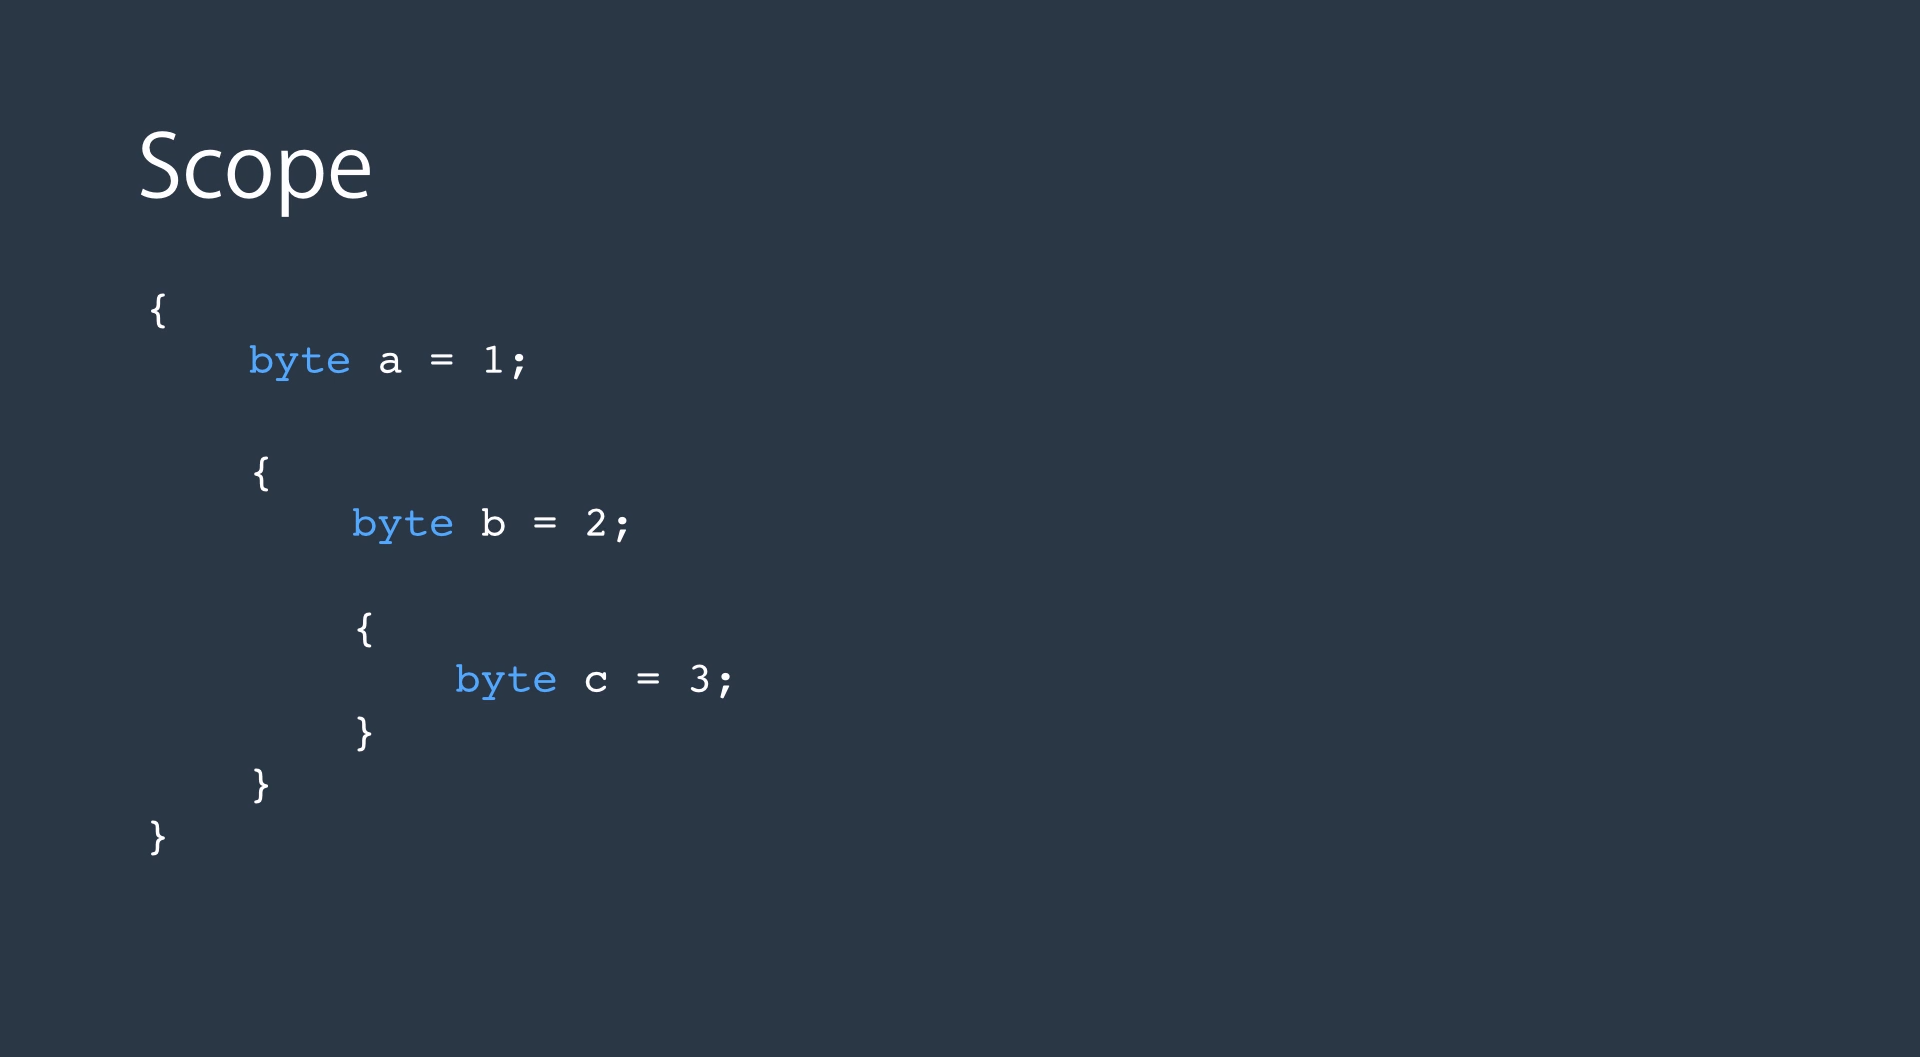 Scope
{
byte a = 1;
{
byte b = 2;
{
byte c = 3;
}
}
}